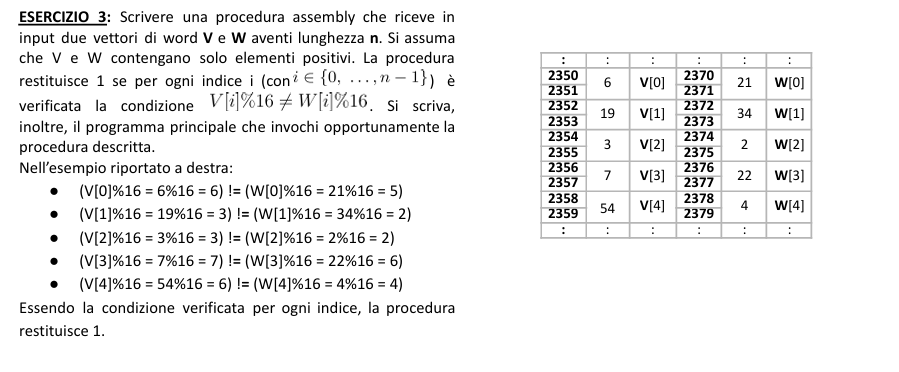 ESERCIZIO 3: Scrivere una procedura assembly che riceve in
input due vettori di word V e W aventi lunghezza n. Si assuma
che V e W contengano solo elementi positivi. La procedura
restituisce 1 se per ogni indice i (con i ∈ {0, ...,n − 1}) è
verificata la condizione V[i]%16 ≠ W[i]%16. Si scriva,
inoltre, il programma principale che invochi opportunamente la
procedura descritta.
Nell'esempio riportato a destra:
● (V[0]%16 = 6%16 = 6) != (W[0]%16 = 21%16 = 5)
● (V[1]%16 = 19%16 = 3) != (W[1]%16 = 34%16 = 2)
● (V[2]%16 = 3%16 = 3) != (W[2]%16 = 2%16 = 2)
● (V[3]%16 = 7%16 = 7) != (W[3]%16 = 22%16 = 6)
● (V[4]%16 = 54%16 = 6) != (W[4]%16 = 4%16 = 4)
Essendo la condizione verificata per ogni indice, la procedura
restituisce 1.
: : : : : :
2350 6 V[0] 2370 21 W[0]
2351 2371
2352 19 V[1] 2372 34 W[1]
2353 2373
2354 3 V[2] 2374 2 W[2]
2355 2375
2356 7 V[3] 2376 22 W[3]
2357 2377
2358 54 V[4] 2378 4 W[4]
2359 2379
: : : : : :